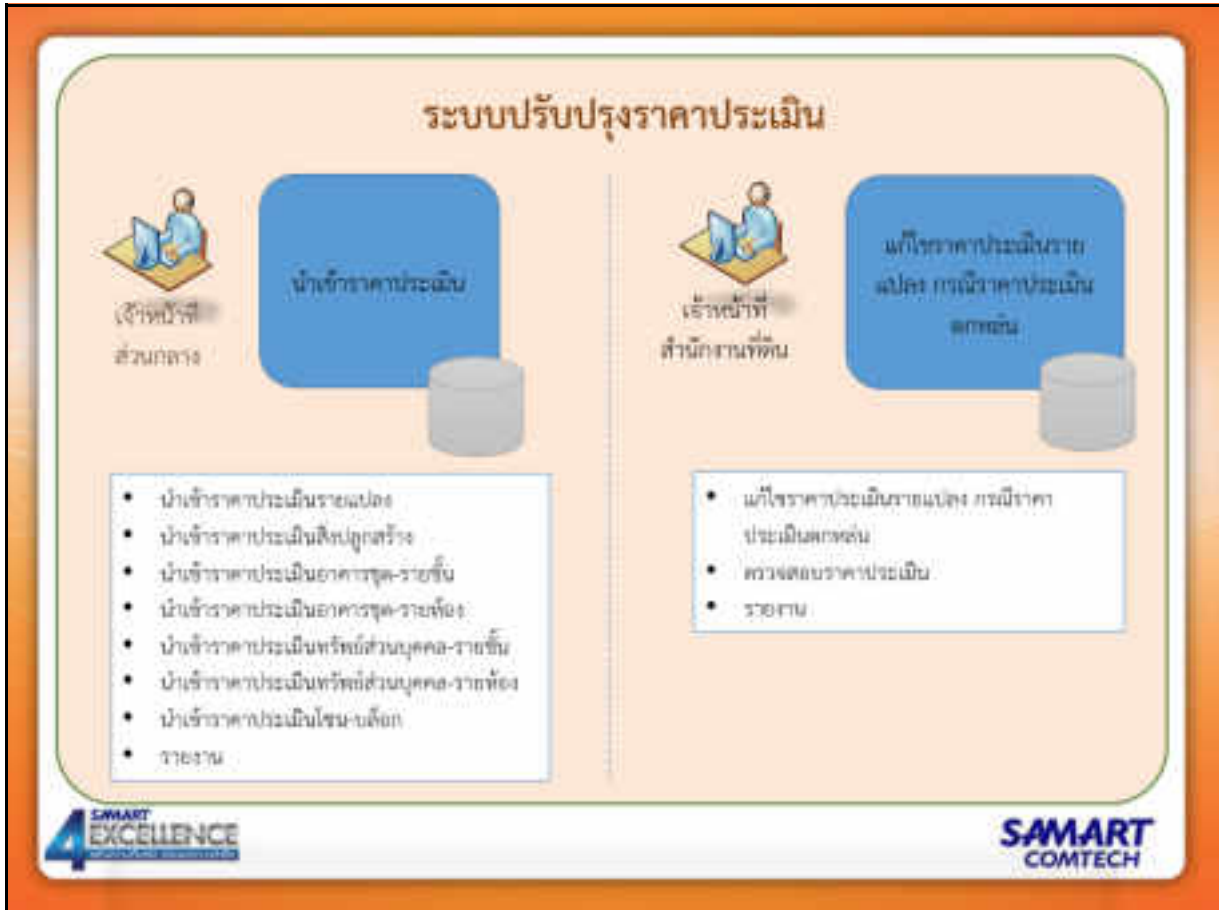 ระบบปรับปรุงราคาประเมิน
นำเข้าราคาประเมิน
เจ้าหน้าที่
ส่วนกลาง
แก้ไขราคาประเมินราย
แปลง กรณีราคาประเมิน
ตกหล่น
เจ้าหน้าที่
สำนักงานที่ดิน
• นำเข้าราคาประเมินรายแปลง
• นำเข้าราคาประเมินสิ่งปลูกสร้าง
• นำเข้าราคาประเมินอาคารชุด-รายชั้น
• นำเข้าราคาประเมินอาคารชุด-รายห้อง
• นำเข้าราคาประเมินทรัพย์ส่วนบุคคล-รายชั้น
• นำเข้าราคาประเมินทรัพย์ส่วนบุคคล-รายห้อง
• นำเข้าราคาประเมินโซน-บล็อก
• รายงาน
• แก้ไขราคาประเมินรายแปลง กรณีราคา
ประเมินตกหล่น
• ตรวจสอบราคาประเมิน
• รายงาน
4 SAMART
EXCELLENCE
SAMART
COMTECH